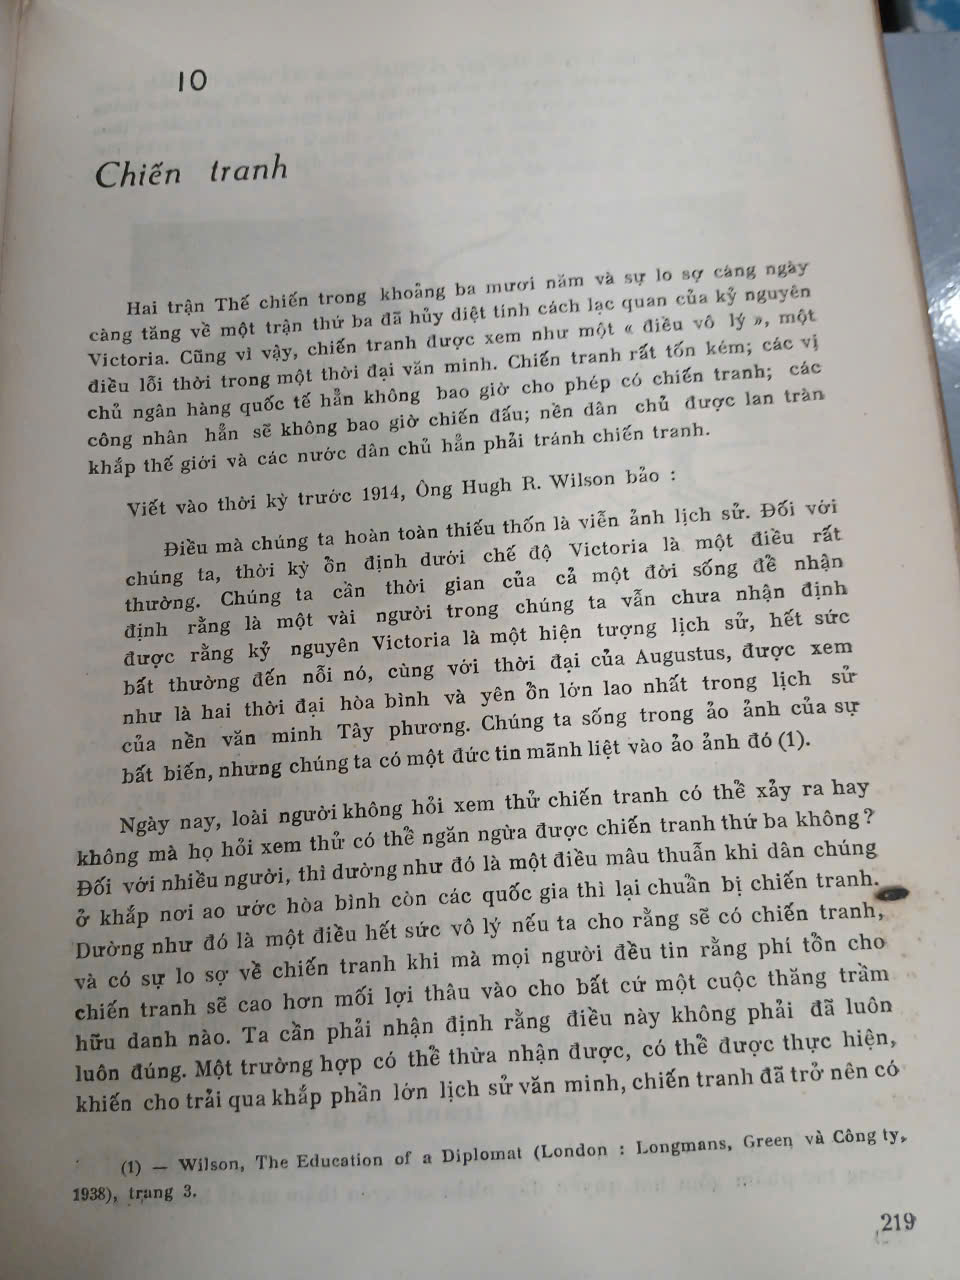 10
Chiến tranh
Hai trận Thế chiến trong khoảng ba mươi năm và sự lo sợ càng ngày
càng tăng về một trận thứ ba đã hủy diệt tính cách lạc quan của kỷ nguyên
Victoria. Cũng vì vậy, chiến tranh được xem như một « điều vô lý », một
điều lỗi thời trong một thời đại văn minh. Chiến tranh rất tốn kém; các vị
chủ ngân hàng quốc tế hẳn không bao giờ cho phép có chiến tranh; các
công nhân hẳn sẽ không bao giờ chiến đấu; nền dân chủ được lan tràn
khắp thế giới và các nước dân chủ hẳn phải tránh chiến tranh.
Viết vào thời kỳ trước 1914, Ông Hugh R. Wilson bảo :
Điều mà chúng ta hoàn toàn thiếu thốn là viễn ảnh lịch sử. Đối với
chúng ta, thời kỳ ổn định dưới chế độ Victoria là một điều rất
thường. Chúng ta cần thời gian của cả một đời sống để nhận
định rằng là một vài người trong chúng ta vẫn chưa nhận định
được rằng kỷ nguyên Victoria là một hiện tượng lịch sử, hết sức
bất thường đến nỗi nó, cùng với thời đại của Augustus, được xem
như là hai thời đại hòa bình và yên ổn lớn lao nhất trong lịch sử
của nền văn minh Tây phương. Chúng ta sống trong ảo ảnh của sự
bất biến, nhưng chúng ta có một đức tin mãnh liệt vào ảo ảnh đó (1).
Ngày nay, loài người không hỏi xem thử chiến tranh có thể xảy ra hay
không mà họ hỏi xem thử có thể ngăn ngừa được chiến tranh thứ ba không?
Đối với nhiều người, thì dường như đó là một điều mâu thuẫn khi dân chúng
ở khắp nơi ao ước hòa bình còn các quốc gia thì lại chuẩn bị chiến tranh.
Dường như đó là một điều hết sức vô lý nếu ta cho rằng sẽ có chiến tranh,
và có sự lo sợ về chiến tranh khi mà mọi người đều tin rằng phí tổn cho
chiến tranh sẽ cao hơn mối lợi thâu vào cho bất cứ một cuộc thăng trầm
hữu danh nào. Ta cần phải nhận định rằng điều này không phải đã luôn
luôn đúng. Một trường hợp có thể thừa nhận được, có thể được thực hiện,
khiến cho trải qua khắp phần lớn lịch sử văn minh, chiến tranh đã trở nên có
(1) — Wilson, The Education of a Diplomat (London : Longmans, Green và Công ty,
1938), trang 3.
219